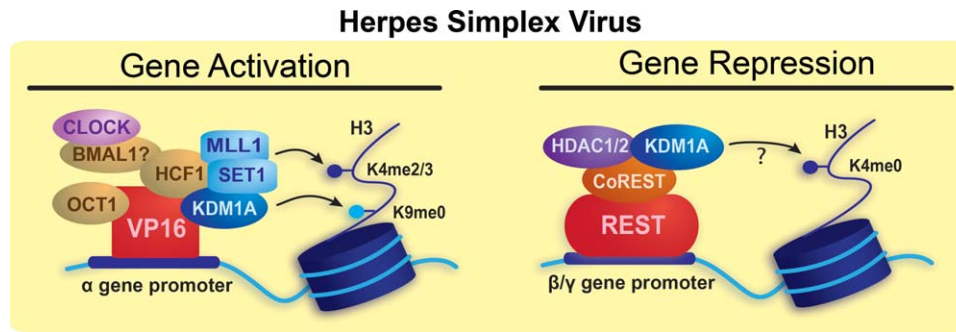 Herpes Simplex Virus
Gene Activation
CLOCK
BMAL1?
HCF1
MLL1
SET1
OCT1
VP16
KDM1A
H3
K4me2/3
K9me0
α gene promoter
Gene Repression
HDAC1/2
KDM1A
CoREST
REST
?
H3
K4me0
β/γ gene promoter